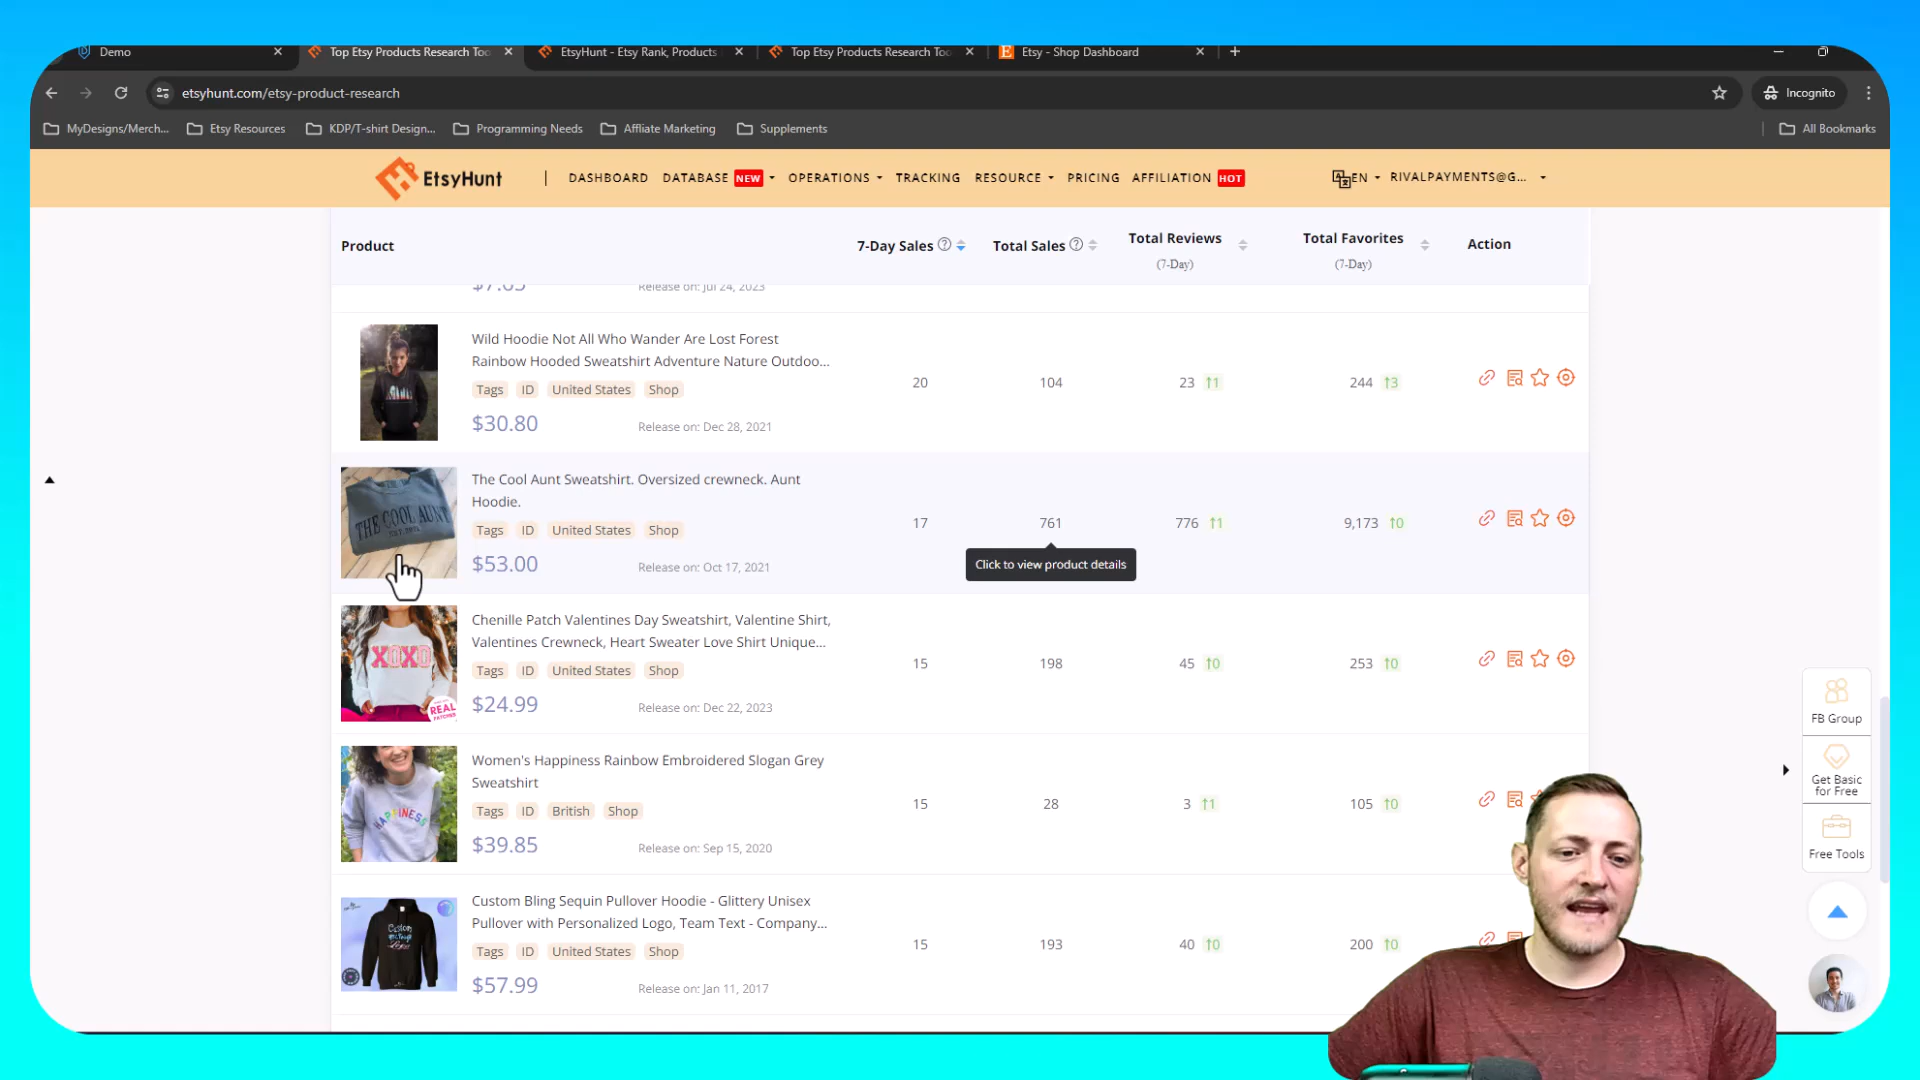 Demo
Top Etsy Products Research Too
EtsyHunt - Etsy Rank, Products
Top Etsy Products Research Too
Etsy - Shop Dashboard
etsyhunt.com/etsy-product-research
Incognito
MyDesigns/Merch...
Etsy Resources
KDP/T-shirt Design...
Programming Needs
Affliate Marketing
Supplements
All Bookmarks
EtsyHunt
DASHBOARD
DATABASE NEW
OPERATIONS
TRACKING
RESOURCE
PRICING
AFFILIATION HOT
EN
RIVALPAYMENTS@G...
Product
7-Day Sales
Total Sales
Total Reviews
(7-Day)
Total Favorites
(7-Day)
Action
$7.65
Release on: Jul 24, 2023
Wild Hoodie Not All Who Wander Are Lost Forest
Rainbow Hooded Sweatshirt Adventure Nature Outdoo...
Tags ID United States Shop
$30.80
Release on: Dec 28, 2021
20
104
23 ↑1
244 ↑3
THE COOL AUNT
The Cool Aunt Sweatshirt. Oversized crewneck. Aunt
Hoodie.
Tags ID United States Shop
$53.00
Release on: Oct 17, 2021
17
761
776 ↑1
9,173 ↑0
Click to view product details
XOXO
REAL
PATCHES
Chenille Patch Valentines Day Sweatshirt, Valentine Shirt,
Valentines Crewneck, Heart Sweater Love Shirt Unique...
Tags ID United States Shop
$24.99
Release on: Dec 22, 2023
15
198
45 ↑0
253 ↑0
HAPPINESS
Women's Happiness Rainbow Embroidered Slogan Grey
Sweatshirt
Tags ID British Shop
$39.85
Release on: Sep 15, 2020
15
28
3 ↑1
105 ↑0
Custom Bling Sequin Pullover Hoodie - Glittery Unisex
Pullover with Personalized Logo, Team Text - Company...
Tags ID United States Shop
$57.99
Release on: Jan 11, 2017
15
193
40 ↑0
200 ↑0
FB Group
Get Basic
for Free
Free Tools